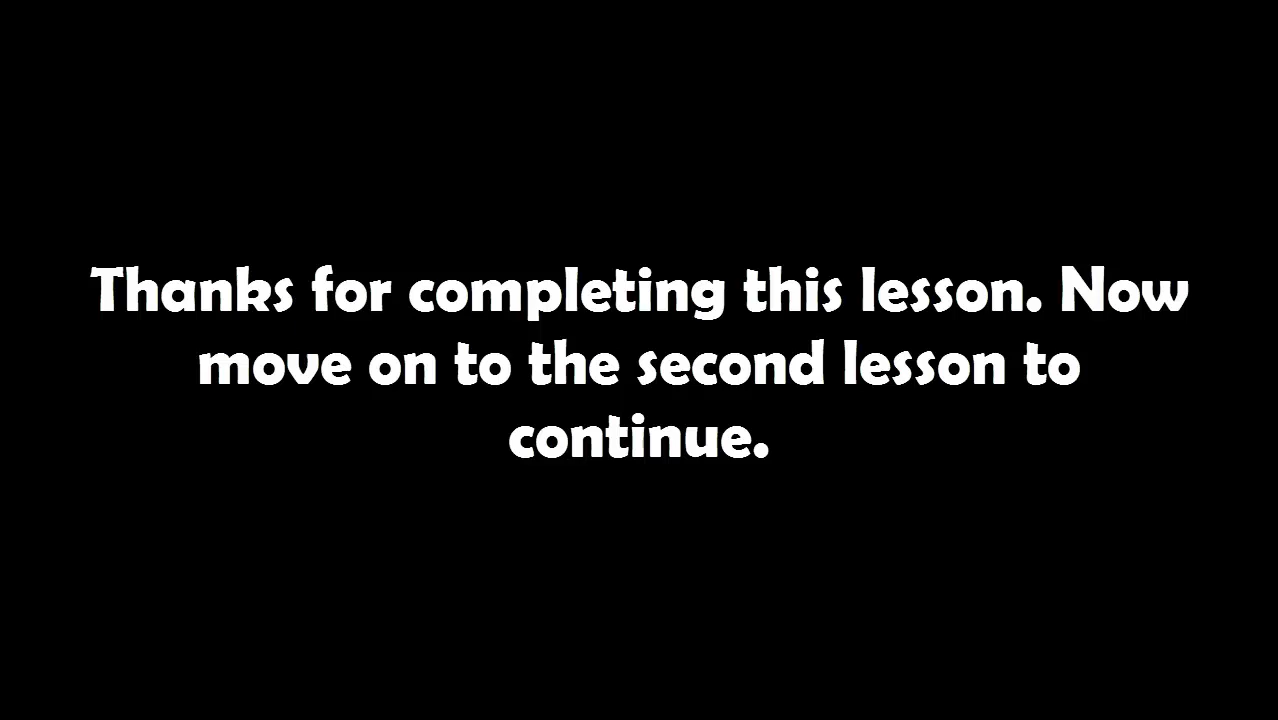 Thanks for completing this lesson. Now
move on to the second lesson to
continue.